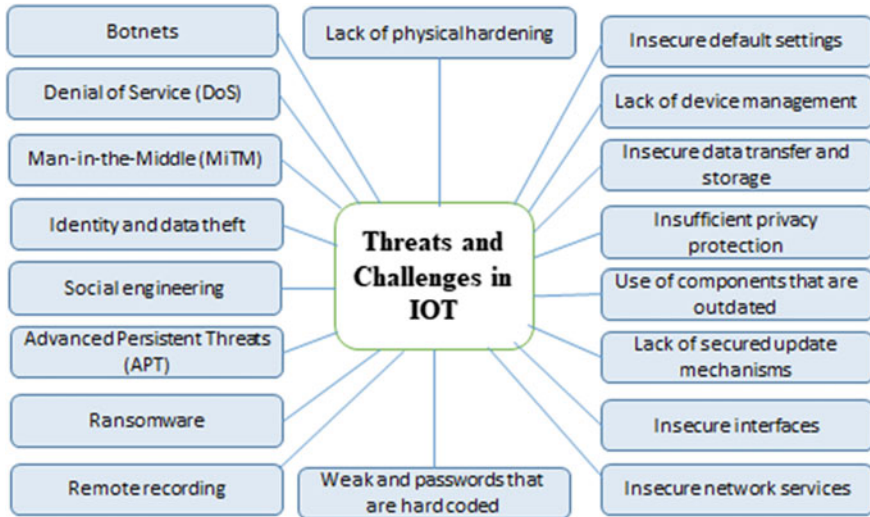 Botnets
Denial of Service (DoS)
Man-in-the-Middle (MiTM)
Identity and data theft
Social engineering
Advanced Persistent Threats
(APT)
Ransomware
Remote recording
Lack of physical hardening
Threats and
Challenges in
IOT
Weak and passwords that
are hard coded
Insecure default settings
Lack of device management
Insecure data transfer and
storage
Insufficient privacy
protection
Use of components that are
outdated
Lack of secured update
mechanisms
Insecure interfaces
Insecure network services